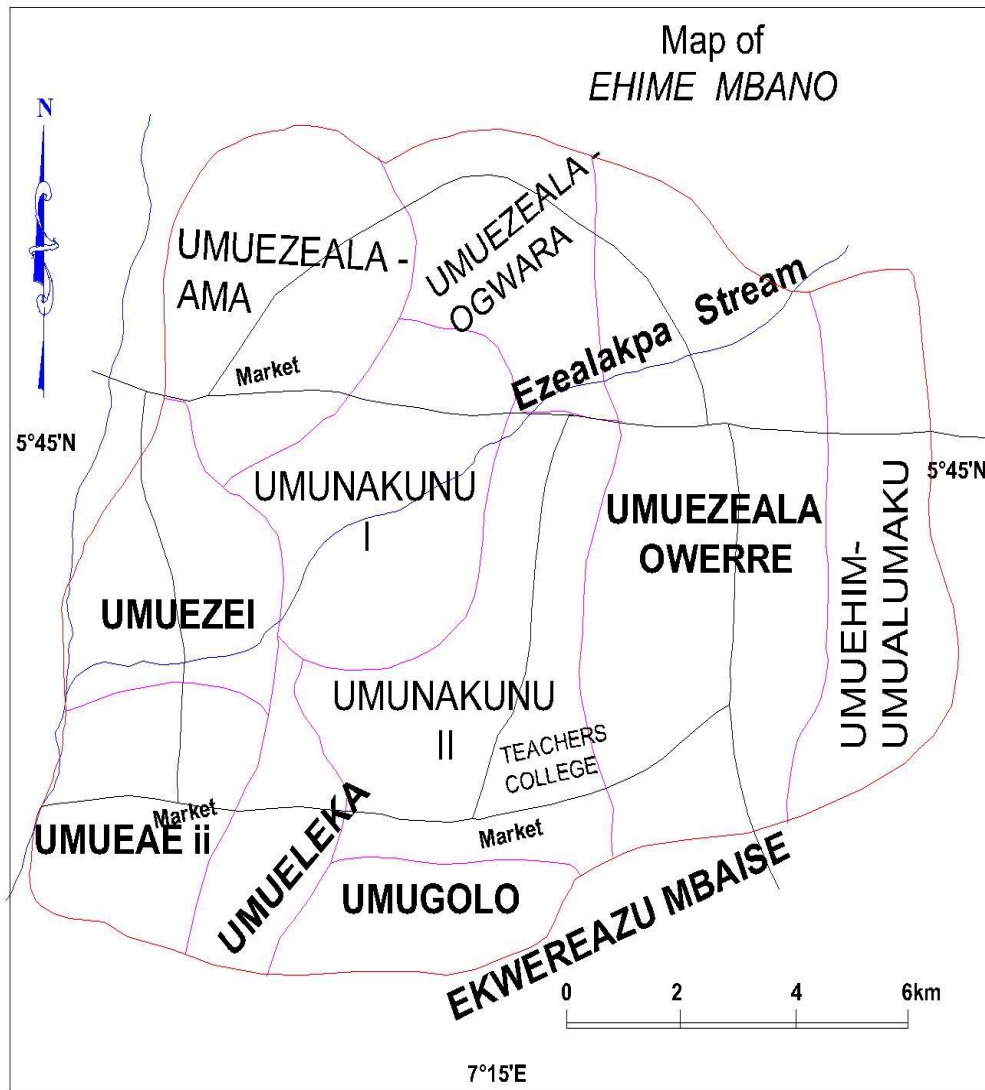 Map of
EHIME MBANO
N
UMUEZEALA -
AMA
UMUEZEALA -
OGWARA
Ezealakpa Stream
Market
5°45'N
5°45'N
UMUNAKUNU
I
UMUEZEALA
OWERRE
UMUEHIM-
UMUALUMAKU
UMUEZEI
UMUNAKUNU
II
TEACHERS
COLLEGE
Market
UMUEAE ii
Market
UMUELEKA
UMUGOLO
EKWEREAZU MBAISE
0 2 4 6km
7°15'E